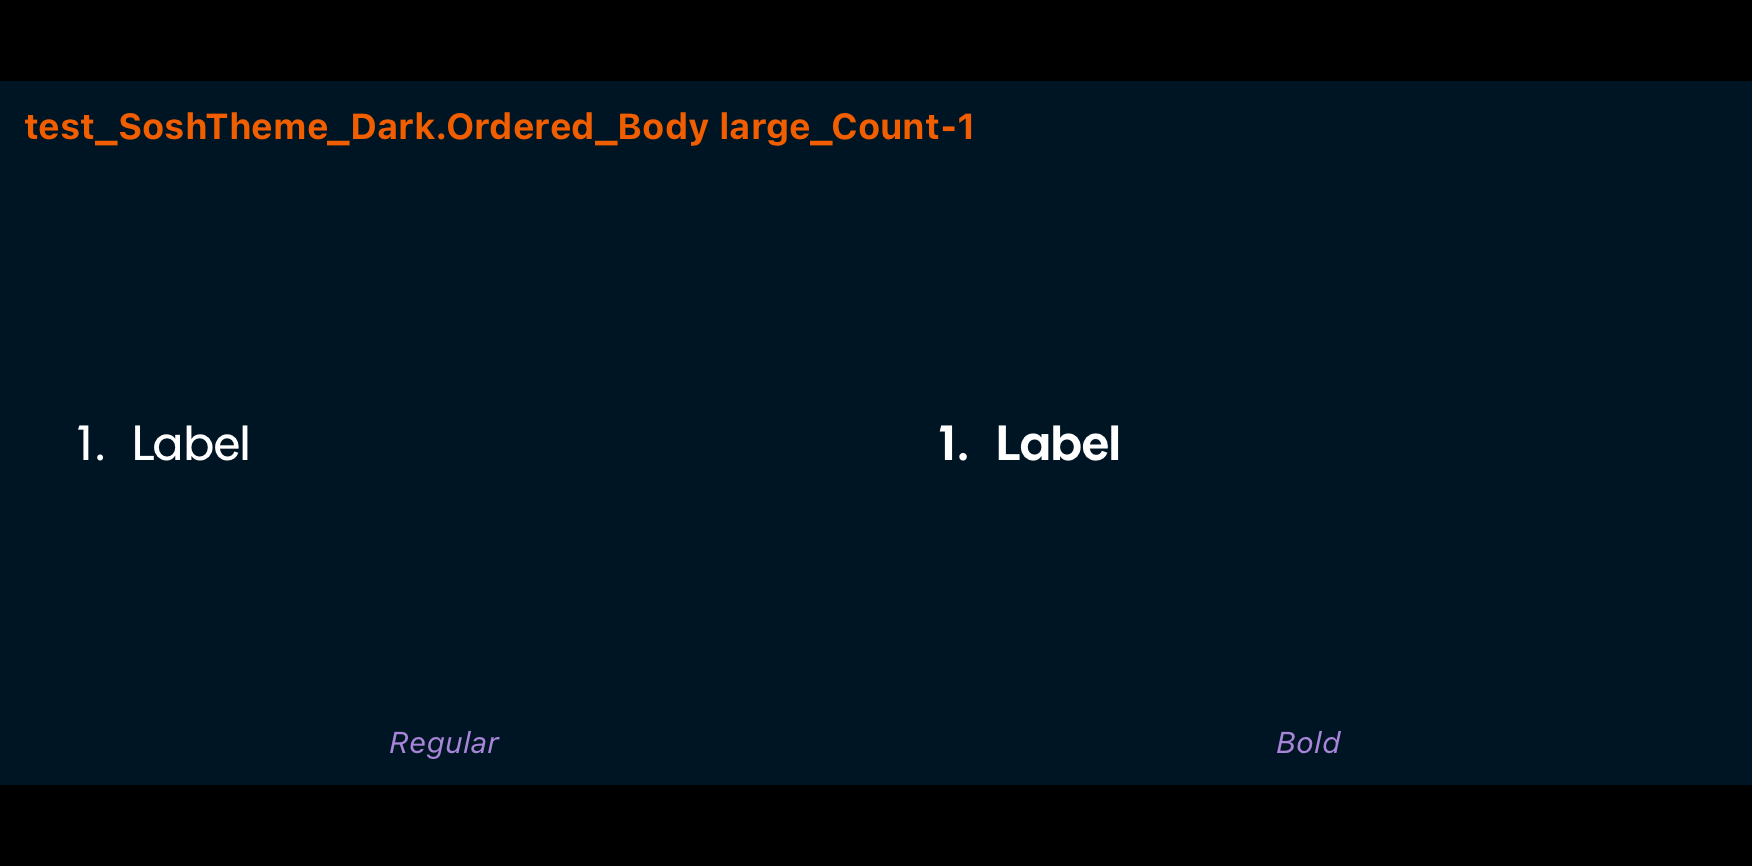 test_SoshTheme_Dark.Ordered_Body large_Count-1
1. Label
1. Label
Regular
Bold